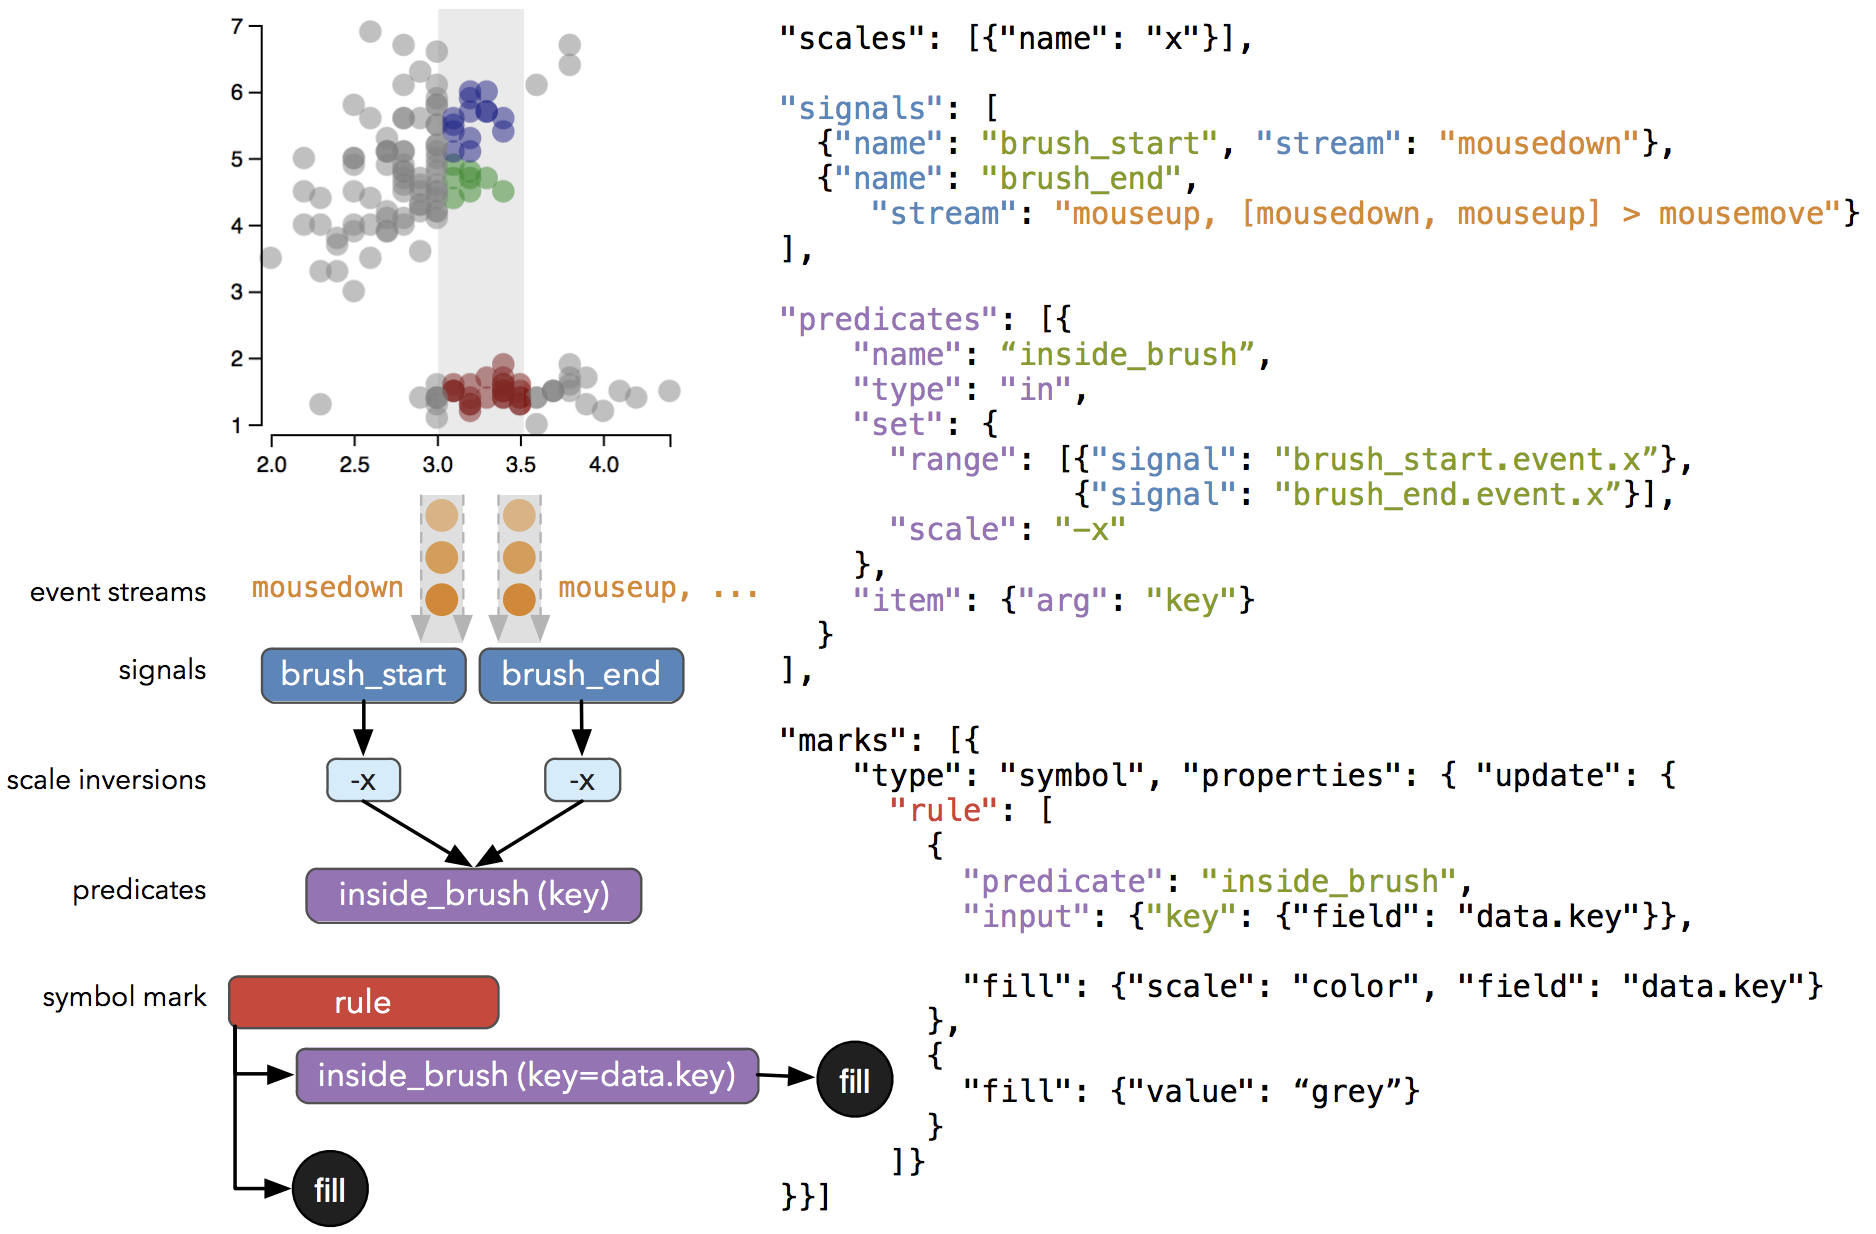 7
6
5
4
3
2
1
2.0 2.5 3.0 3.5 4.0
event streams mousedown mouseup, ...
signals brush_start brush_end
scale inversions -x -x
predicates inside_brush (key)
symbol mark rule
inside_brush (key=data.key) fill
fill
"scales": [{"name": "x"}],
"signals": [
{"name": "brush_start", "stream": "mousedown"},
{"name": "brush_end",
"stream": "mouseup, [mousedown, mouseup] > mousemove"}
],
"predicates": [{
"name": “inside_brush”,
"type": "in",
"set": {
"range": [{"signal": "brush_start.event.x”},
{"signal": "brush_end.event.x”}],
"scale": "–x"
},
"item": {"arg": "key"}
}
],
"marks": [{
"type": "symbol", "properties": { "update": {
"rule": [
{
"predicate": "inside_brush",
"input": {"key": {"field": "data.key"}},
"fill": {"scale": "color", "field": "data.key"}
},
{
"fill": {"value": “grey”}
}
]}
}}]